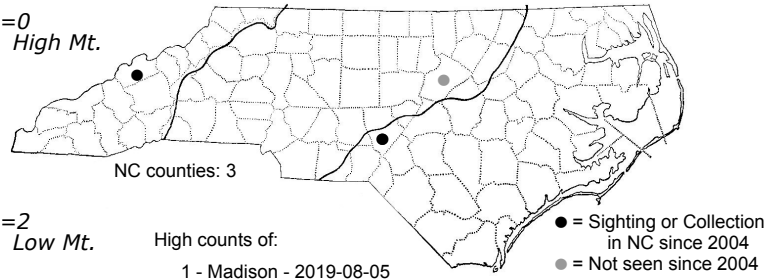 =0
High Mt.
NC counties: 3
=2
Low Mt.
High counts of:
1 - Madison - 2019-08-05
● = Sighting or Collection
in NC since 2004
● = Not seen since 2004